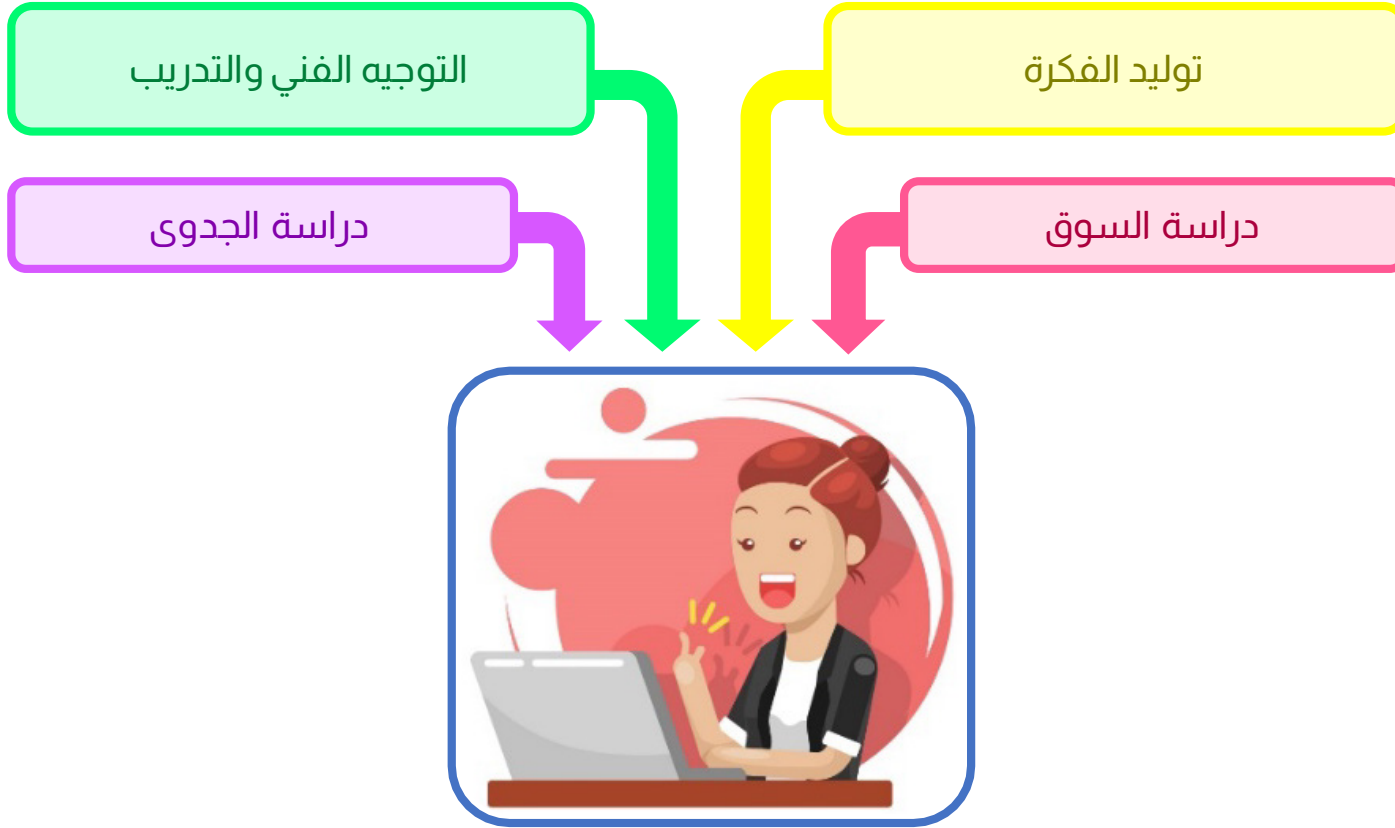 توليد الفكرة
التوجيه الفني والتدريب
دراسة السوق
دراسة الجدوى